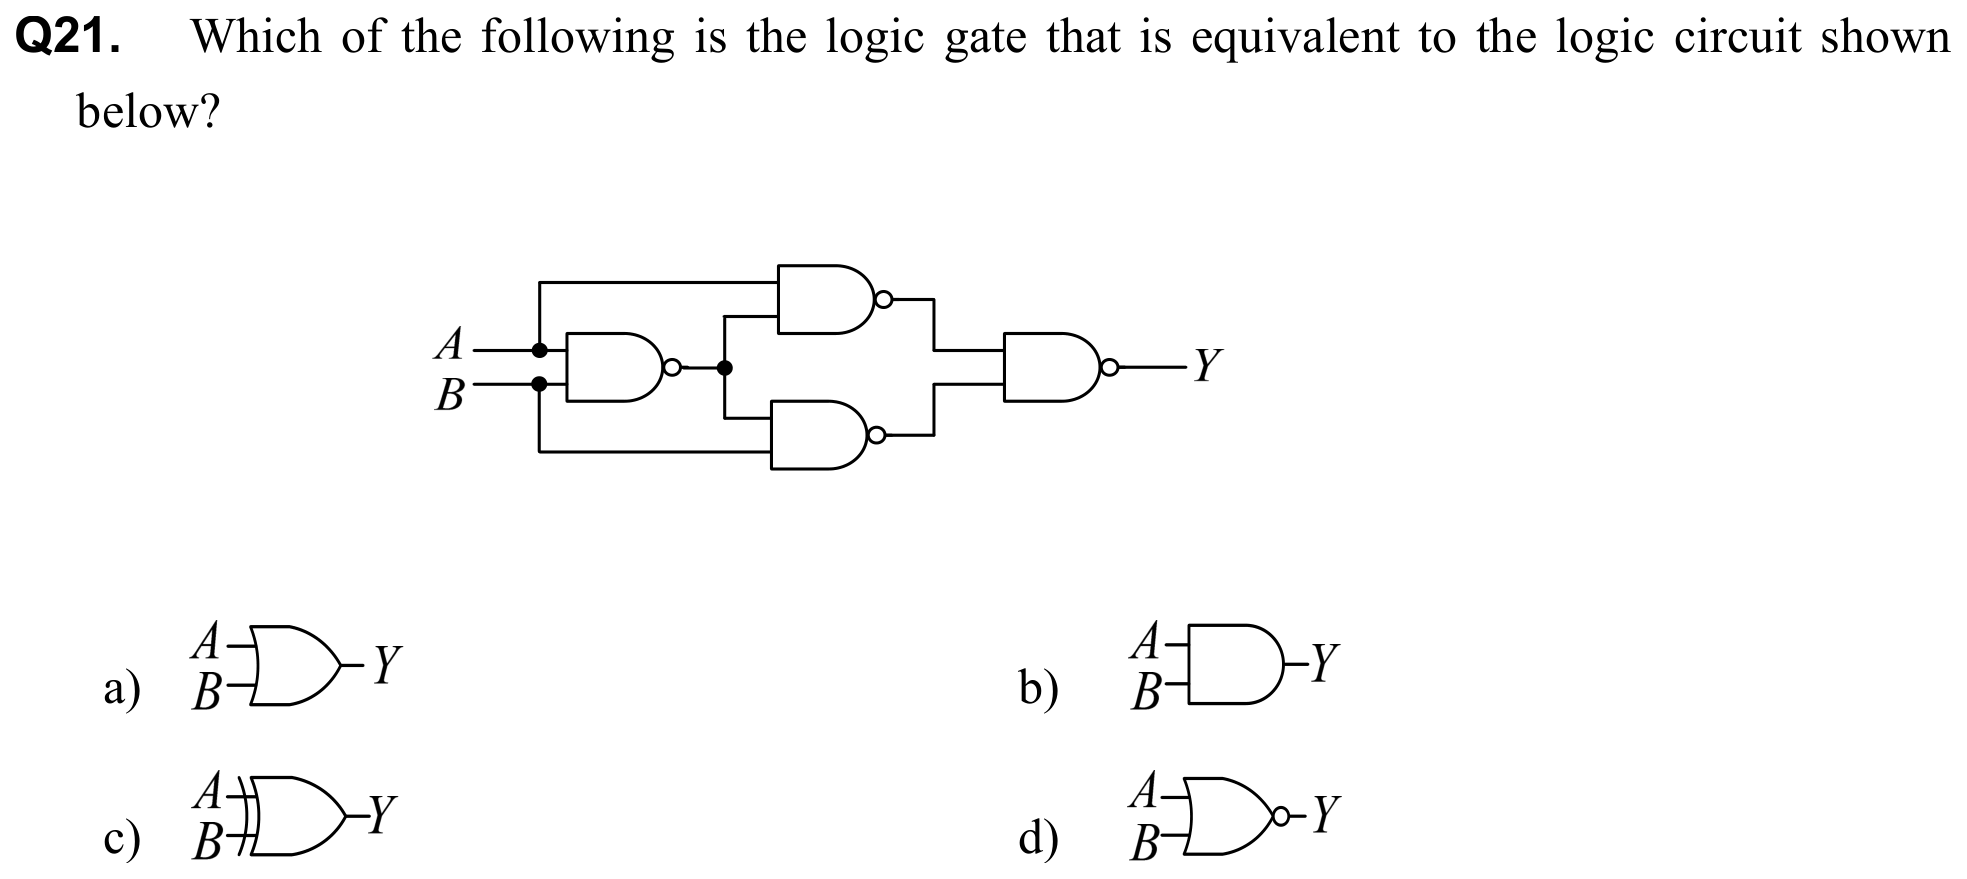 Q21. Which of the following is the logic gate that is equivalent to the logic circuit shown
below?
A
B
Y
a) A B Y
b) A B Y
c) A B Y
d) A B Y